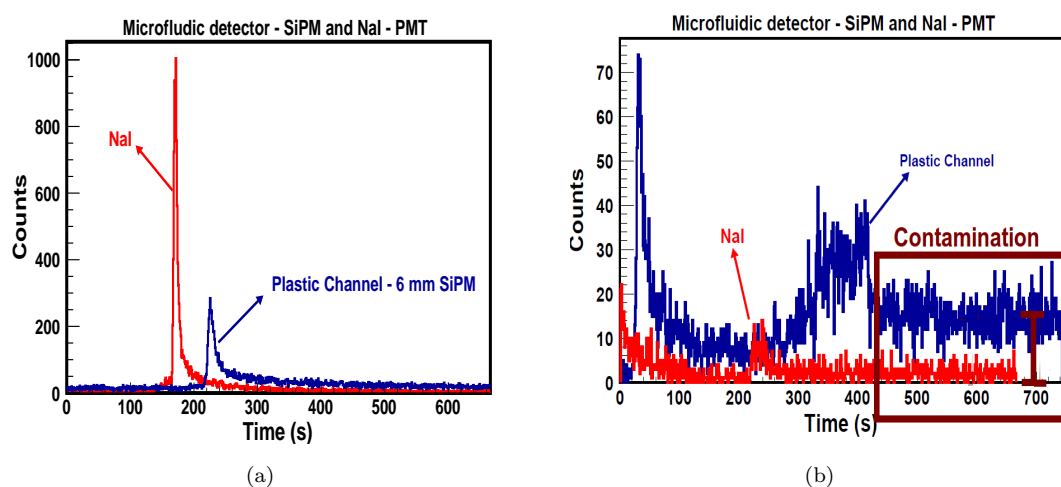 Microfludic detector - SiPM and NaI - PMT
1000
800
600
400
200
0
NaI
Plastic Channel - 6 mm SiPM
Counts
0 100 200 300 400 500 600
Time (s)
(a)
Microfluidic detector - SiPM and NaI - PMT
70
60
50
40
30
20
10
0
Plastic Channel
NaI
Contamination
Counts
0 100 200 300 400 500 600 700
Time (s)
(b)